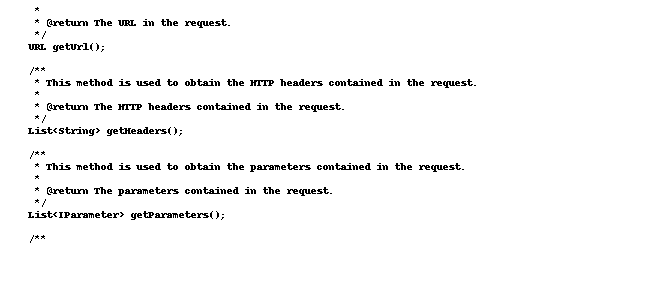 *
* @return The URL in the request.
*/
URL getUrl();
/**
* This method is used to obtain the HTTP headers contained in the request.
*
* @return The HTTP headers contained in the request.
*/
List<String> getHeaders();
/**
* This method is used to obtain the parameters contained in the request.
*
* @return The parameters contained in the request.
*/
List<IParameter> getParameters();
/**